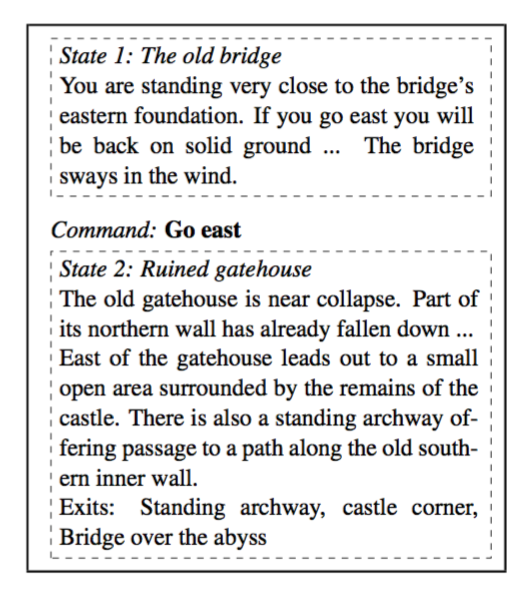 State 1: The old bridge
You are standing very close to the bridge's
eastern foundation. If you go east you will
be back on solid ground ... The bridge
sways in the wind.
Command: Go east
State 2: Ruined gatehouse
The old gatehouse is near collapse. Part of
its northern wall has already fallen down ...
East of the gatehouse leads out to a small
open area surrounded by the remains of the
castle. There is also a standing archway of-
fering passage to a path along the old south-
ern inner wall.
Exits: Standing archway, castle corner,
Bridge over the abyss